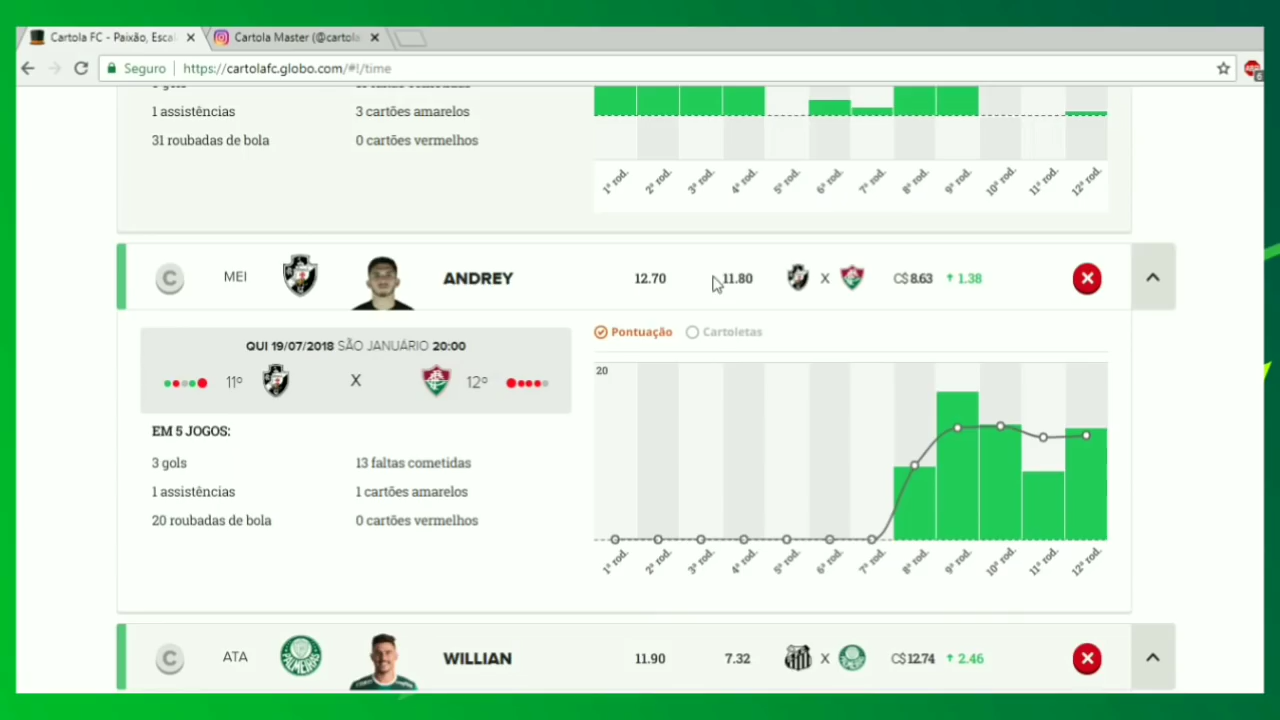 Cartola FC - Paixão, Esca
Cartola Master (@cartola
Seguro
https://cartolafc.globo.com/#!/time
6
1 assistências
3 cartões amarelos
31 roubadas de bola
0 cartões vermelhos
1ª rod. 2ª rod. 3ª rod. 4ª rod. 5ª rod. 6ª rod. 7ª rod. 8ª rod. 9ª rod. 10ª rod. 11ª rod. 12ª rod.
C MEI ANDREY 12.70 11.80 X C$ 8.63 1.38
Pontuação Cartoletas
QUI 19/07/2018 SÃO JANUÁRIO 20:00
11º X 12º
20
EM 5 JOGOS:
3 gols
13 faltas cometidas
1 assistências
1 cartões amarelos
20 roubadas de bola
0 cartões vermelhos
1ª rod. 2ª rod. 3ª rod. 4ª rod. 5ª rod. 6ª rod. 7ª rod. 8ª rod. 9ª rod. 10ª rod. 11ª rod. 12ª rod.
C ATA PALMEIRAS WILLIAN 11.90 7.32 X C$ 12.74 2.46